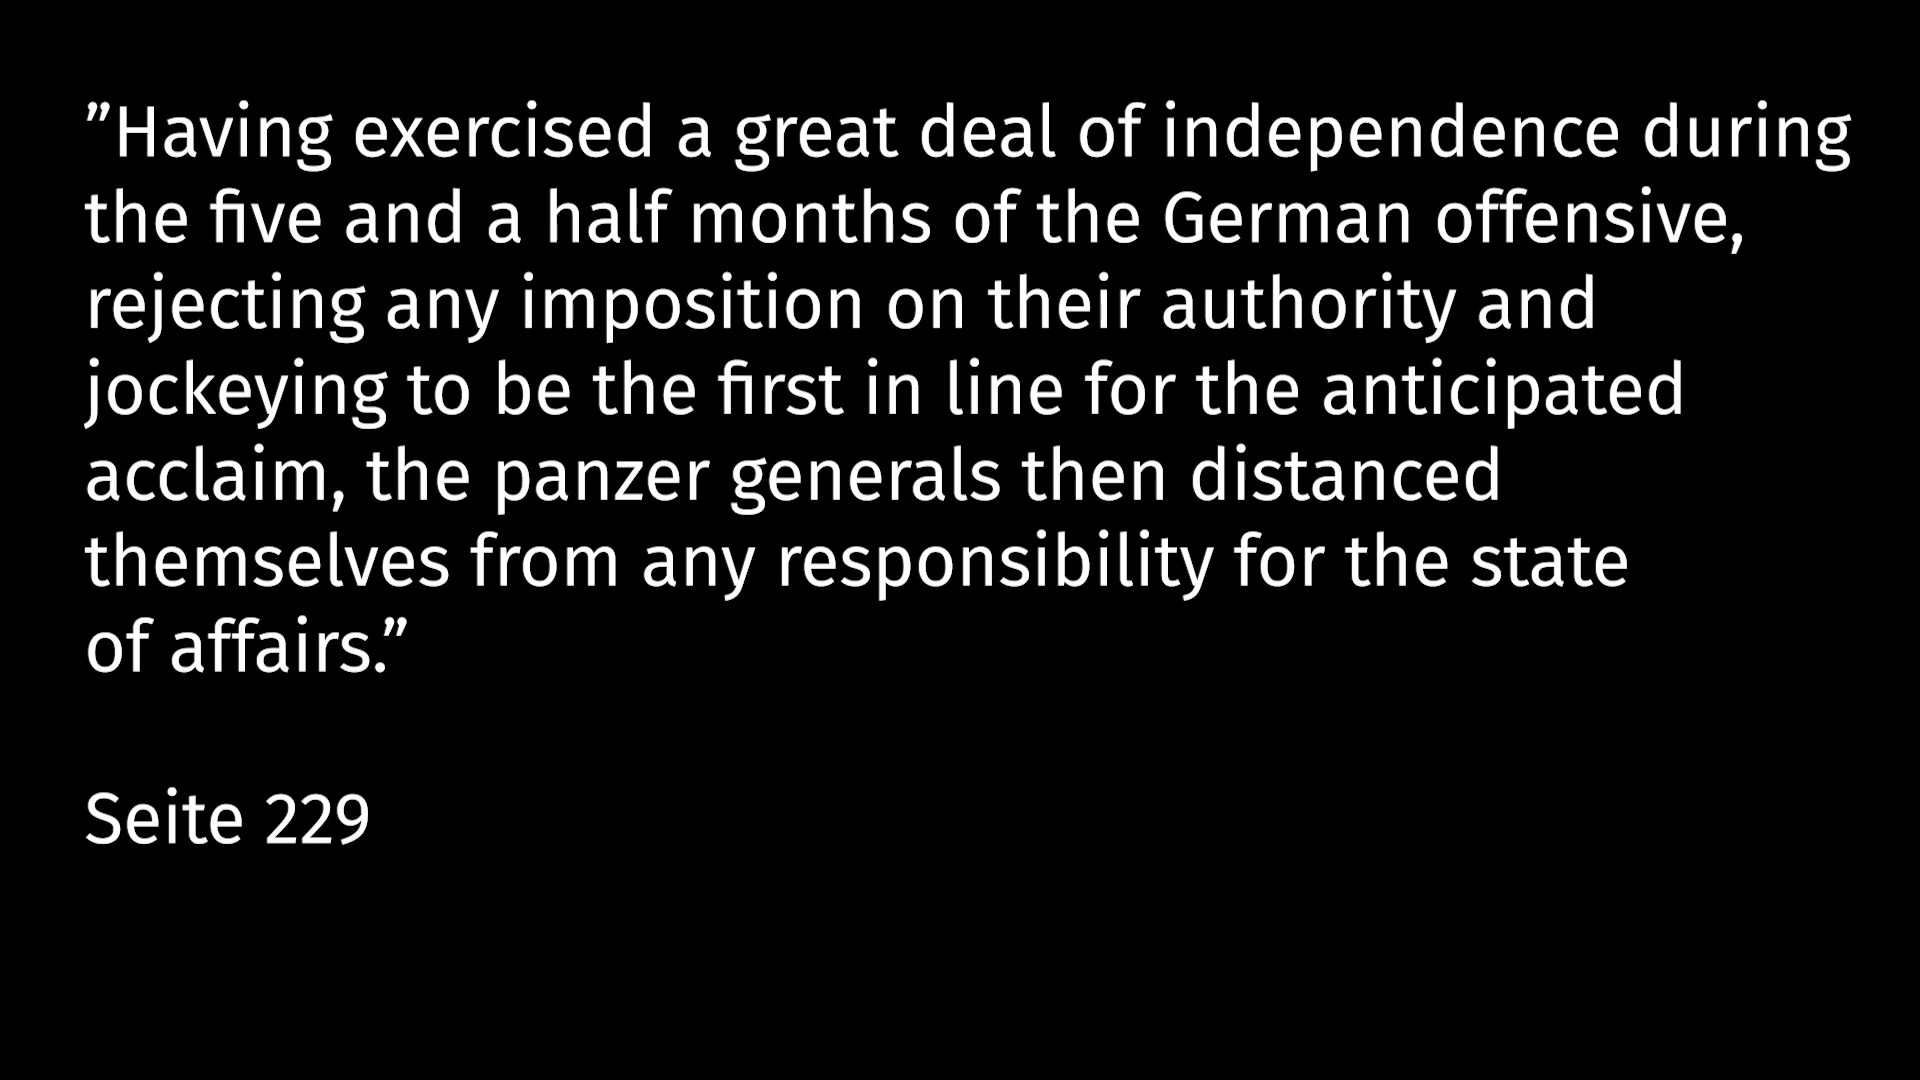 ”Having exercised a great deal of independence during
the five and a half months of the German offensive,
rejecting any imposition on their authority and
jockeying to be the first in line for the anticipated
acclaim, the panzer generals then distanced
themselves from any responsibility for the state
of affairs.”
Seite 229